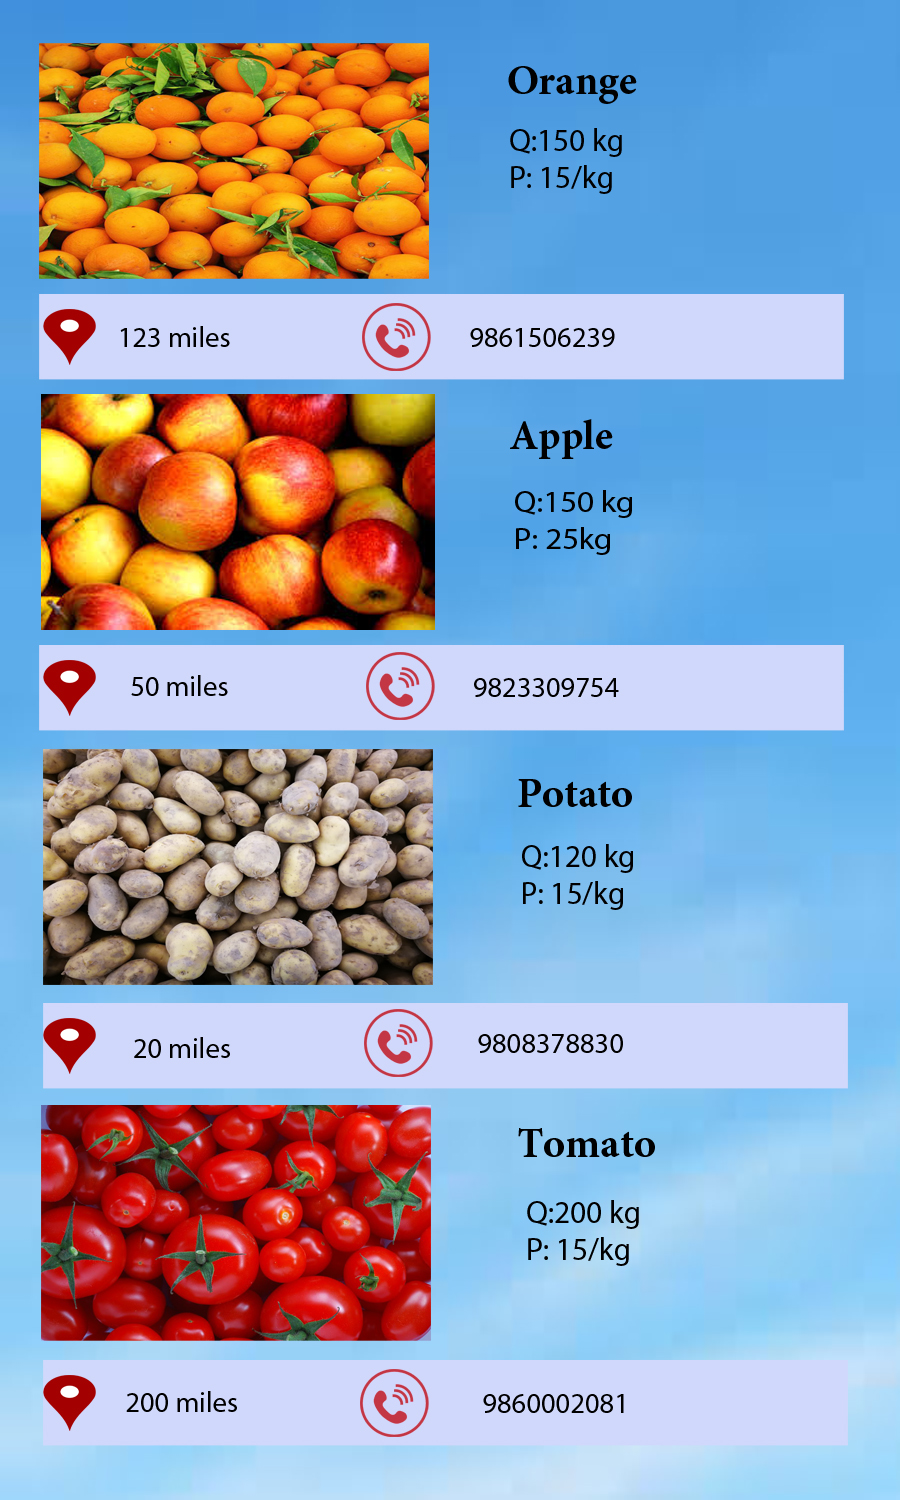 Orange
Q:150 kg
P: 15/kg
123 miles
9861506239
Apple
Q:150 kg
P: 25kg
50 miles
9823309754
Potato
Q:120 kg
P: 15/kg
20 miles
9808378830
Tomato
Q:200 kg
P: 15/kg
200 miles
9860002081